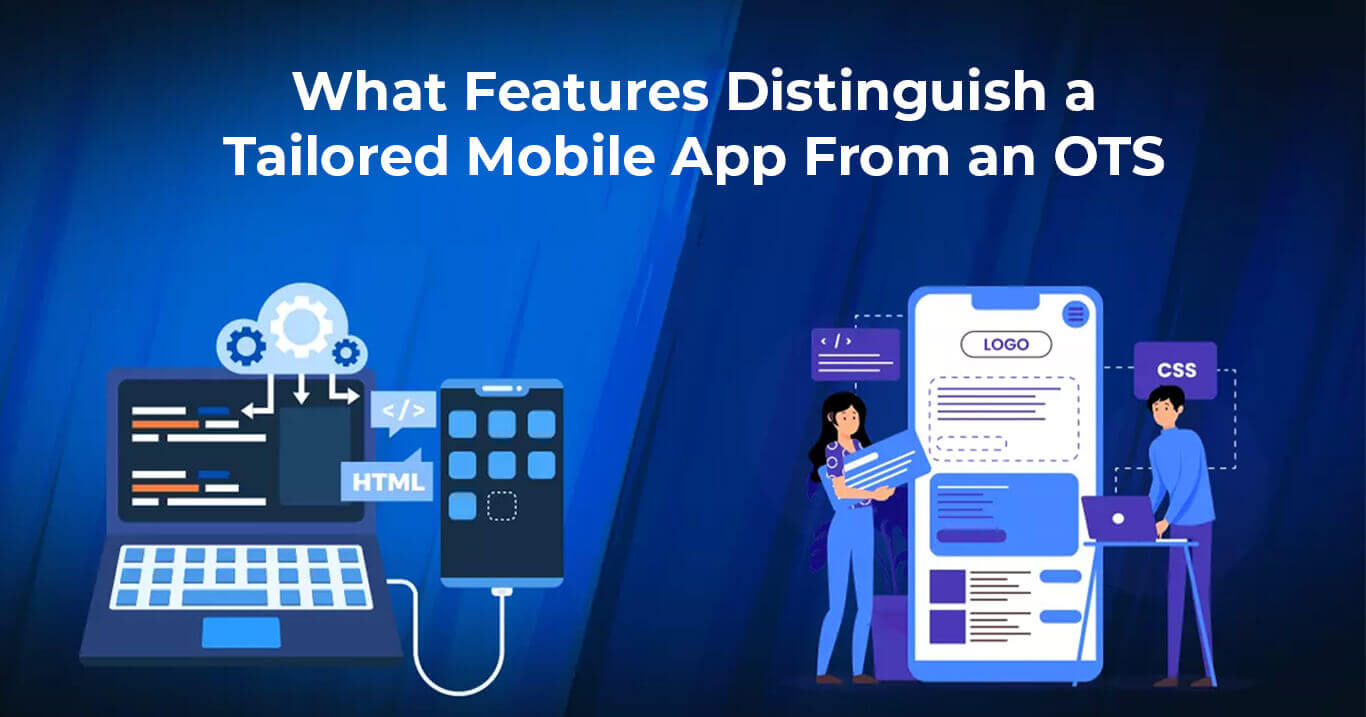 What Features Distinguish a
Tailored Mobile App From an OTS
</>
HTML
</>
LOGO
CSS